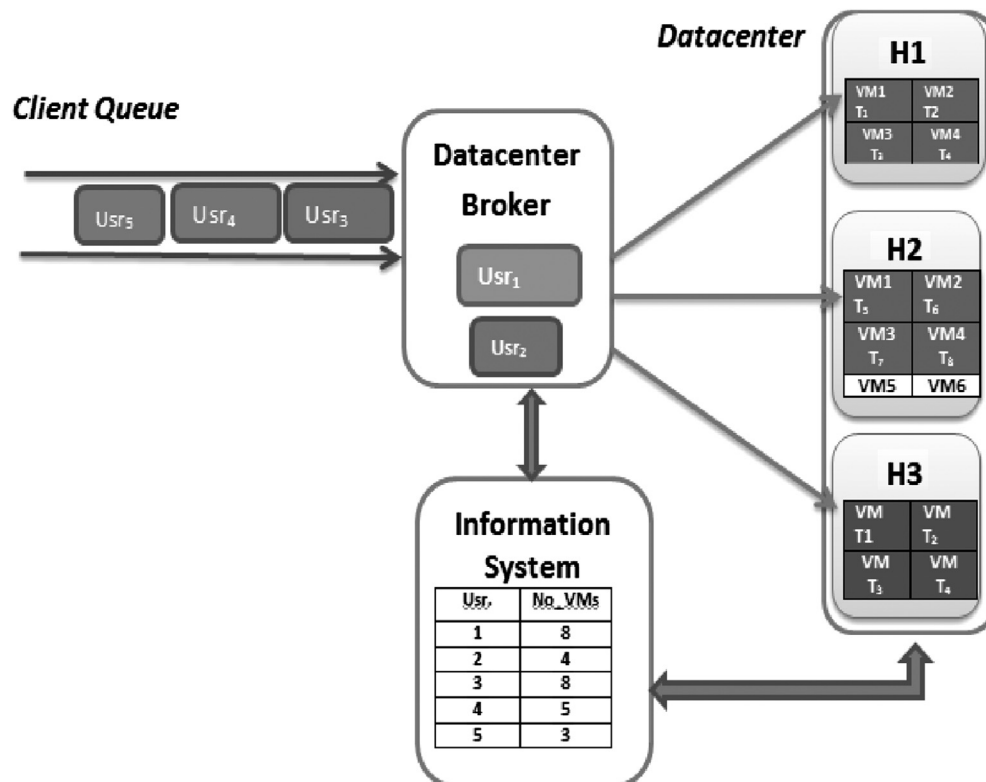 Datacenter
Client Queue
Datacenter
Broker
Usr5 Usr4 Usr3
Usr1
Usr2
H1
VM1 VM2
T1 T2
VM3 VM4
T3 T4
H2
VM1 VM2
T5 T6
VM3 VM4
T7 T8
VM5 VM6
H3
VM VM
T1 T2
VM VM
T3 T4
Information
System
Usr. No_VMs
1 8
2 4
3 8
4 5
5 3